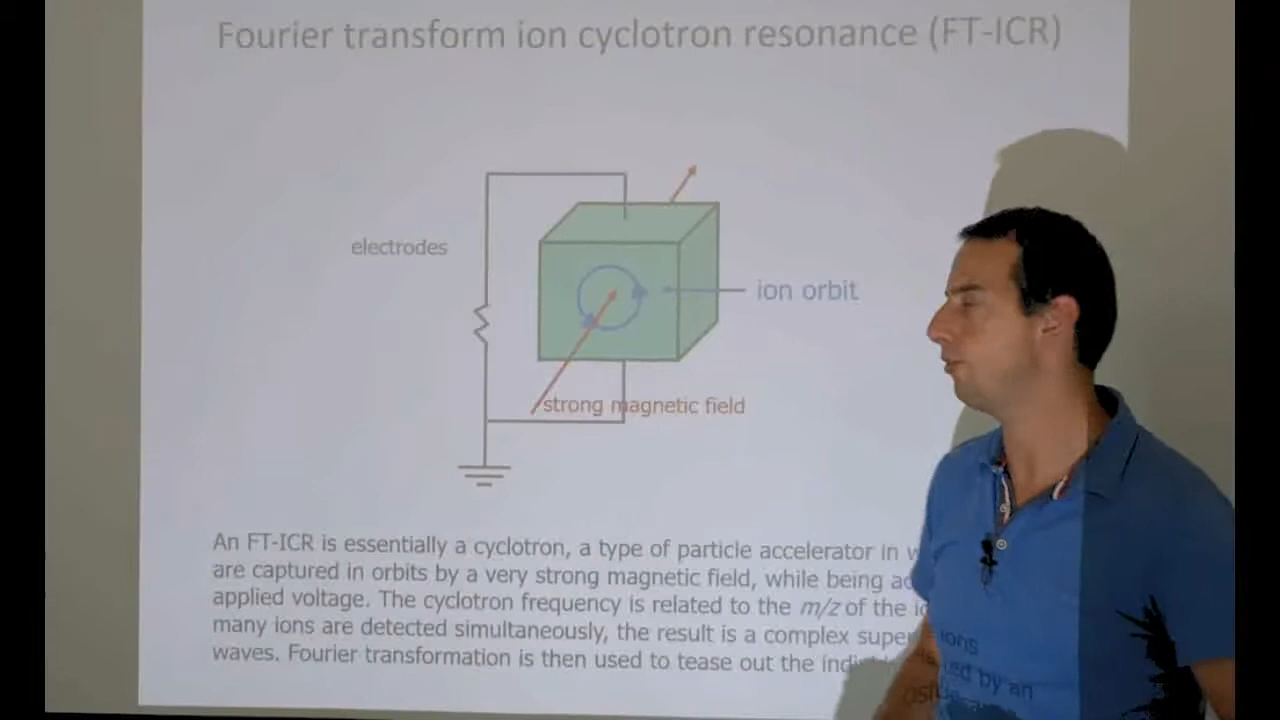 Fourier transform ion cyclotron resonance (FT-ICR)
electrodes
ion orbit
strong magnetic field
An FT-ICR is essentially a cyclotron, a type of particle accelerator in
are captured in orbits by a very strong magnetic field, while being
applied voltage. The cyclotron frequency is related to the m/z of the
many ions are detected simultaneously, the result is a complex
waves. Fourier transformation is then used to tease out the
ions
by an